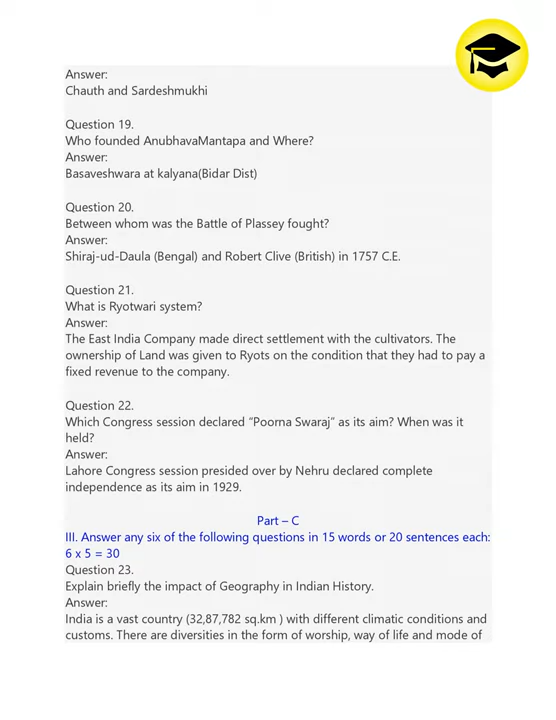 Answer:
Chauth and Sardeshmukhi
Question 19.
Who founded AnubhavaMantapa and Where?
Answer:
Basaveshwara at kalyana(Bidar Dist)
Question 20.
Between whom was the Battle of Plassey fought?
Answer:
Shiraj-ud-Daula (Bengal) and Robert Clive (British) in 1757 C.E.
Question 21.
What is Ryotwari system?
Answer:
The East India Company made direct settlement with the cultivators. The
ownership of Land was given to Ryots on the condition that they had to pay a
fixed revenue to the company.
Question 22.
Which Congress session declared “Poorna Swaraj” as its aim? When was it
held?
Answer:
Lahore Congress session presided over by Nehru declared complete
independence as its aim in 1929.
Part – C
III. Answer any six of the following questions in 15 words or 20 sentences each:
6 x 5 = 30
Question 23.
Explain briefly the impact of Geography in Indian History.
Answer:
India is a vast country (32,87,782 sq.km ) with different climatic conditions and
customs. There are diversities in the form of worship, way of life and mode of